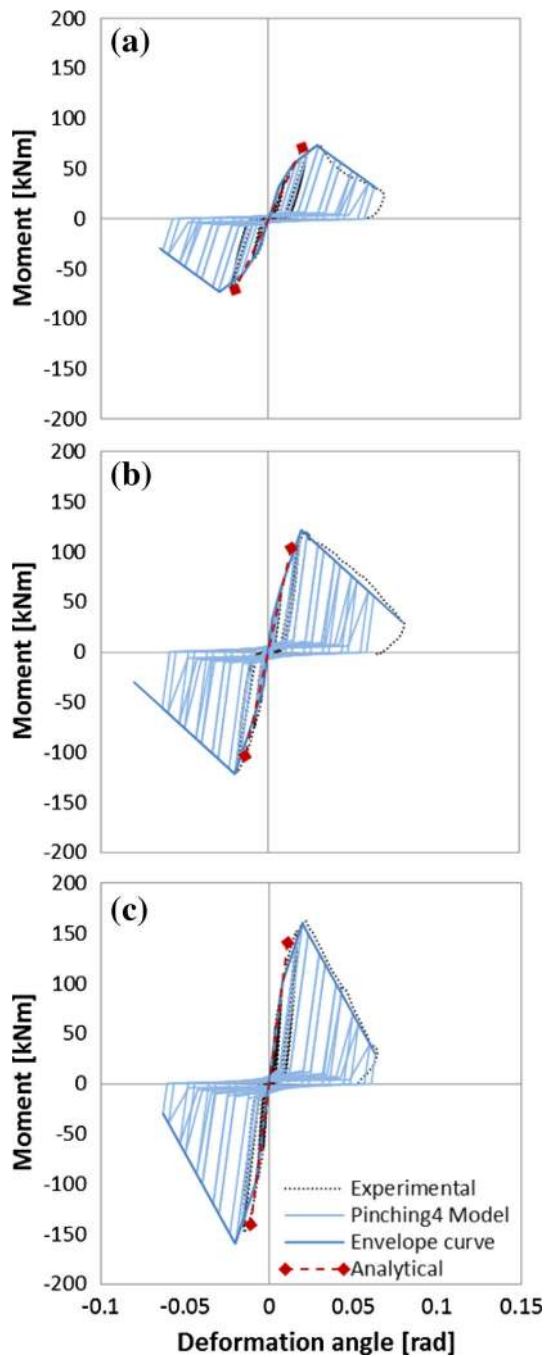 (a)
200
150
100
50
0
-50
-100
-150
-200
Moment [kNm]
(b)
200
150
100
50
0
-50
-100
-150
-200
Moment [kNm]
(c)
200
150
100
50
0
-50
-100
-150
-200
Moment [kNm]
Experimental
Pinching4 Model
Envelope curve
Analytical
-0.1 -0.05 0 0.05 0.1 0.15
Deformation angle [rad]